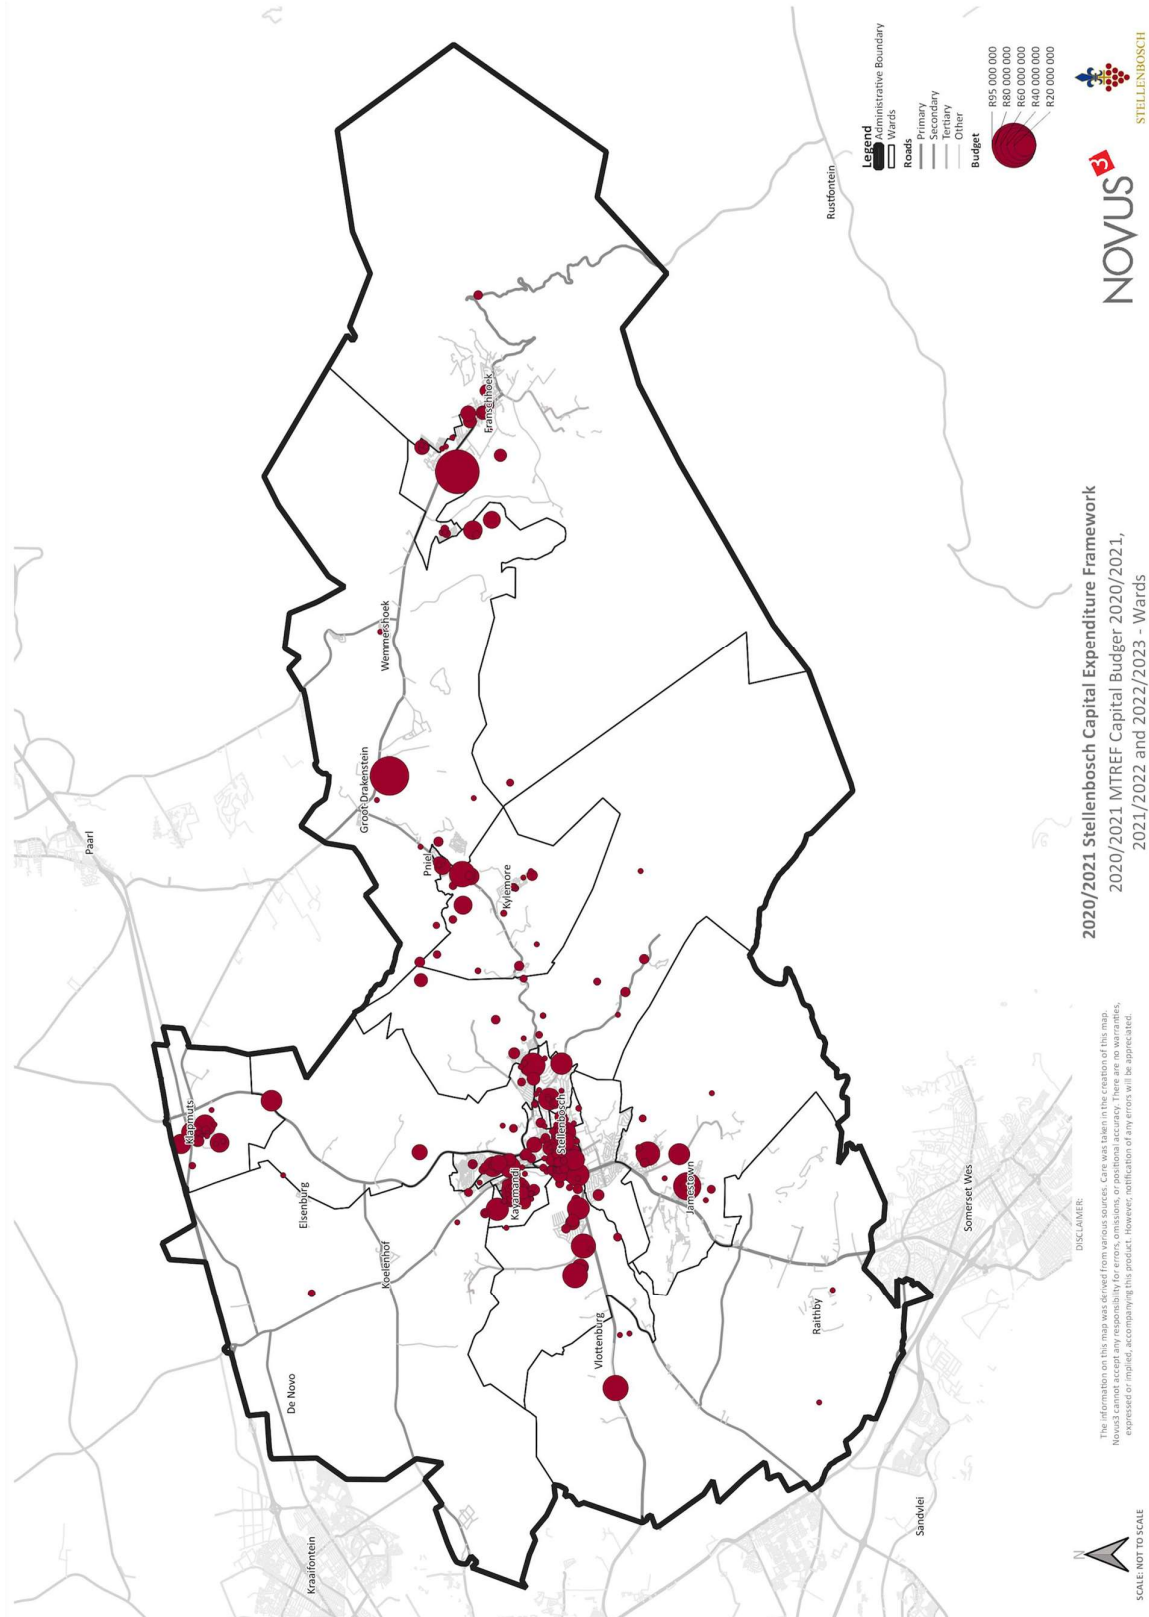 Paarl
Klapmuts
Elsenburg
Koelenhof
De Novo
Kraaifontein
Groot-Drakenstein
Wemmershoek
Franschhoek
Pniel
Kylemore
Kayamandi
Stellenbosch
Jamestown
Vlottenburg
Raithby
Somerset Wes
Sandvlei
Rustfontein
Legend
Administrative Boundary
Wards
Roads
Primary
Secondary
Tertiary
Other
Budget
R95 000 000
R80 000 000
R60 000 000
R40 000 000
R20 000 000
N
SCALE: NOT TO SCALE
DISCLAIMER:
The information on this map was derived from various sources. Care was taken in the creation of this map.
Novus3 cannot accept any responsibility for errors, omissions, or positional accuracy. There are no warranties,
expressed or implied, accompanying this product. However, notification of any errors will be appreciated.
2020/2021 Stellenbosch Capital Expenditure Framework
2020/2021 MTREF Capital Budger 2020/2021,
2021/2022 and 2022/2023 - Wards
NOVUS3
STELLENBOSCH